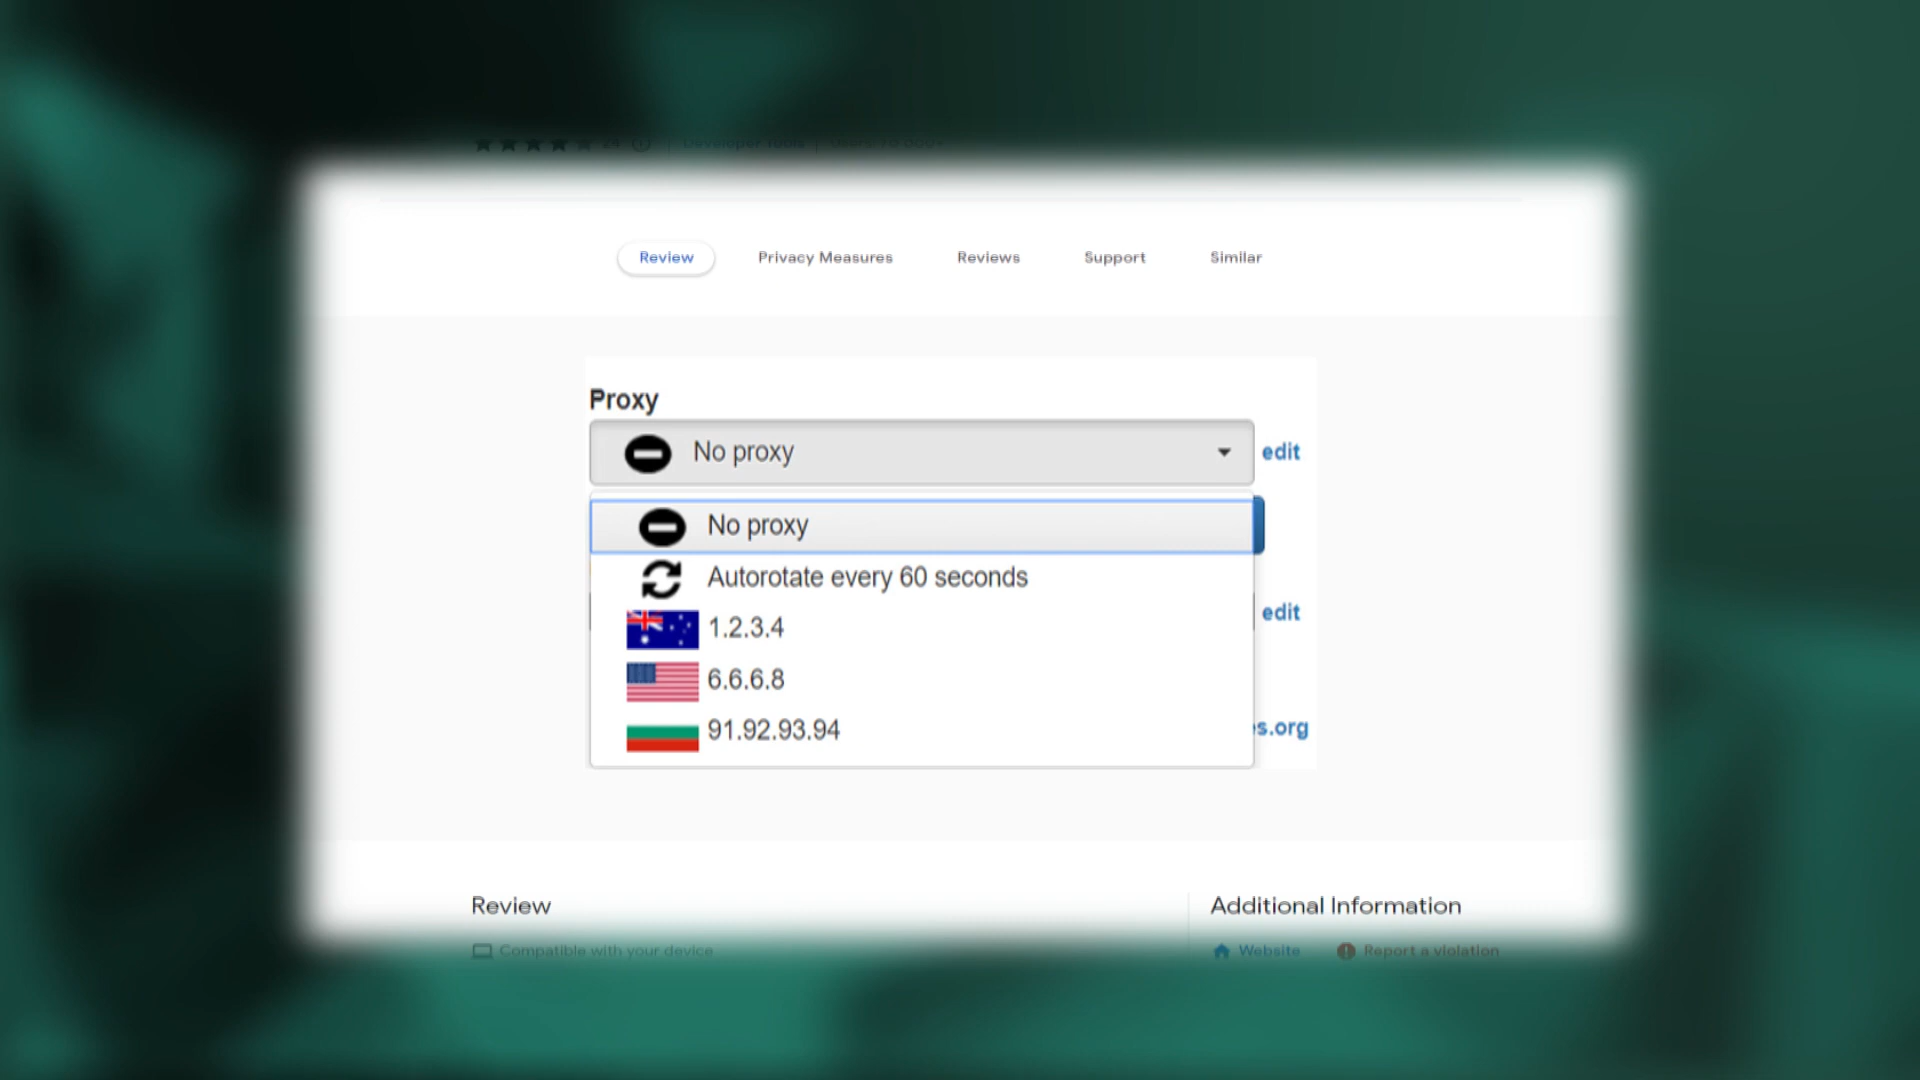 Developer Tools
Review Privacy Measures Reviews Support Similar
Proxy
No proxy edit
No proxy
Autorotate every 60 seconds
1.2.3.4 edit
6.6.6.8
91.92.93.94 s.org
Review Additional Information
Compatible with your device Website Report a violation